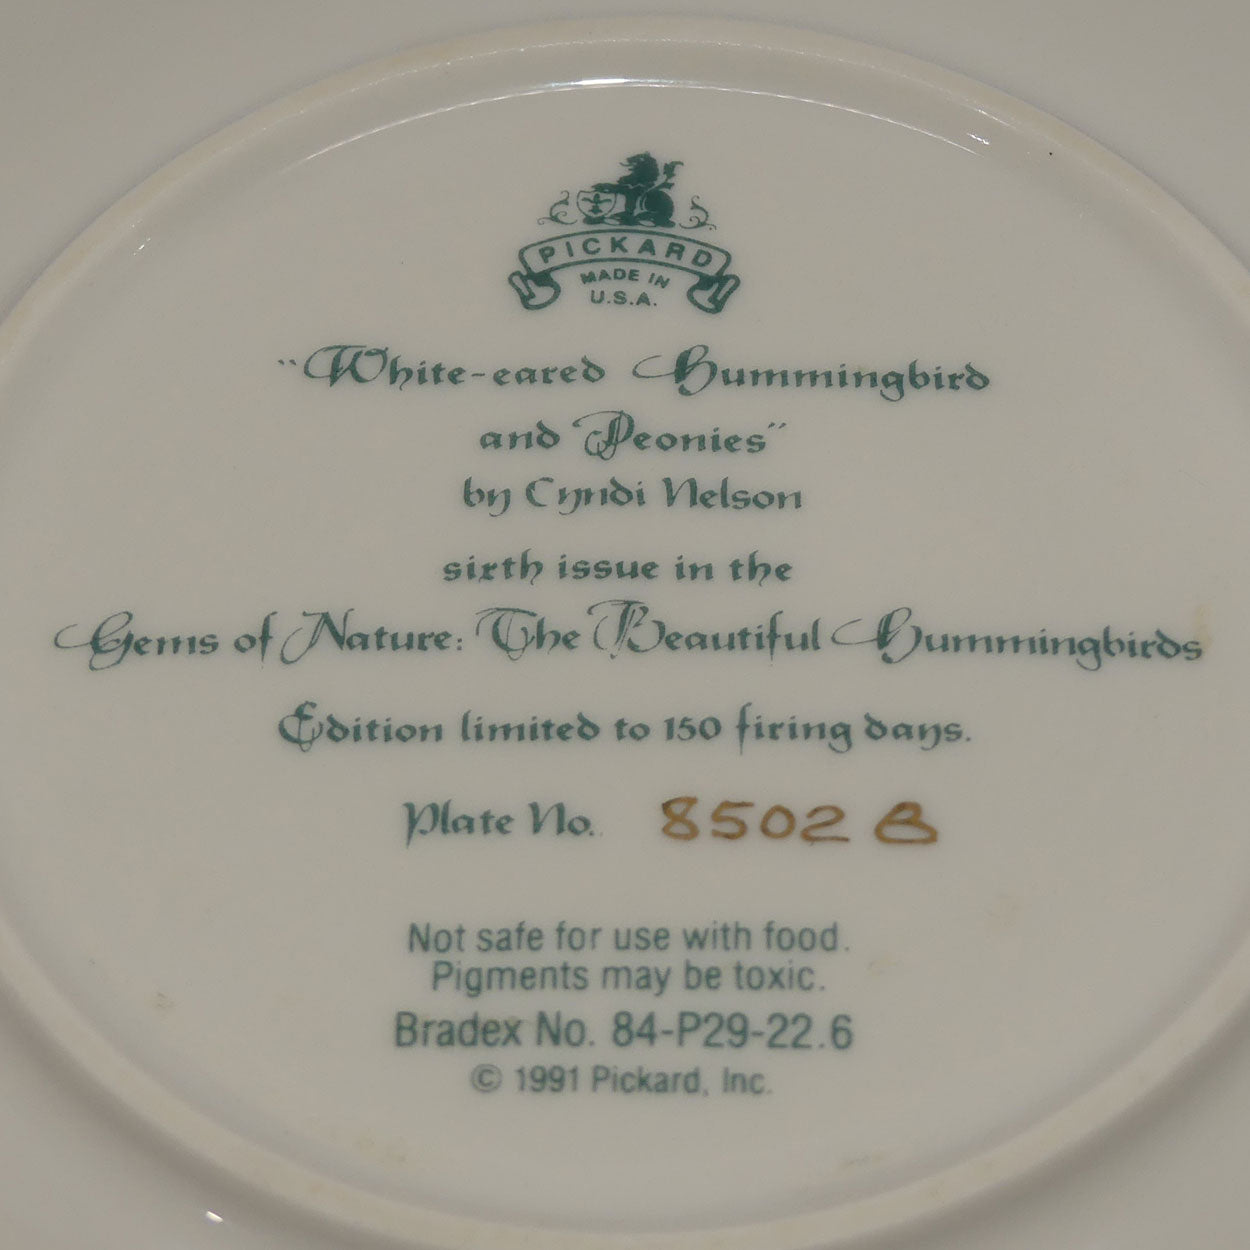 PICKARD
MADE IN
U.S.A.
"White-eared Hummingbird
and Peonies"
by Cyndi Nelson
sixth issue in the
Gems of Nature: The Beautiful Hummingbirds
Edition limited to 150 firing days.
Plate No. 8502 B
Not safe for use with food.
Pigments may be toxic.
Bradex No. 84-P29-22.6
© 1991 Pickard, Inc.